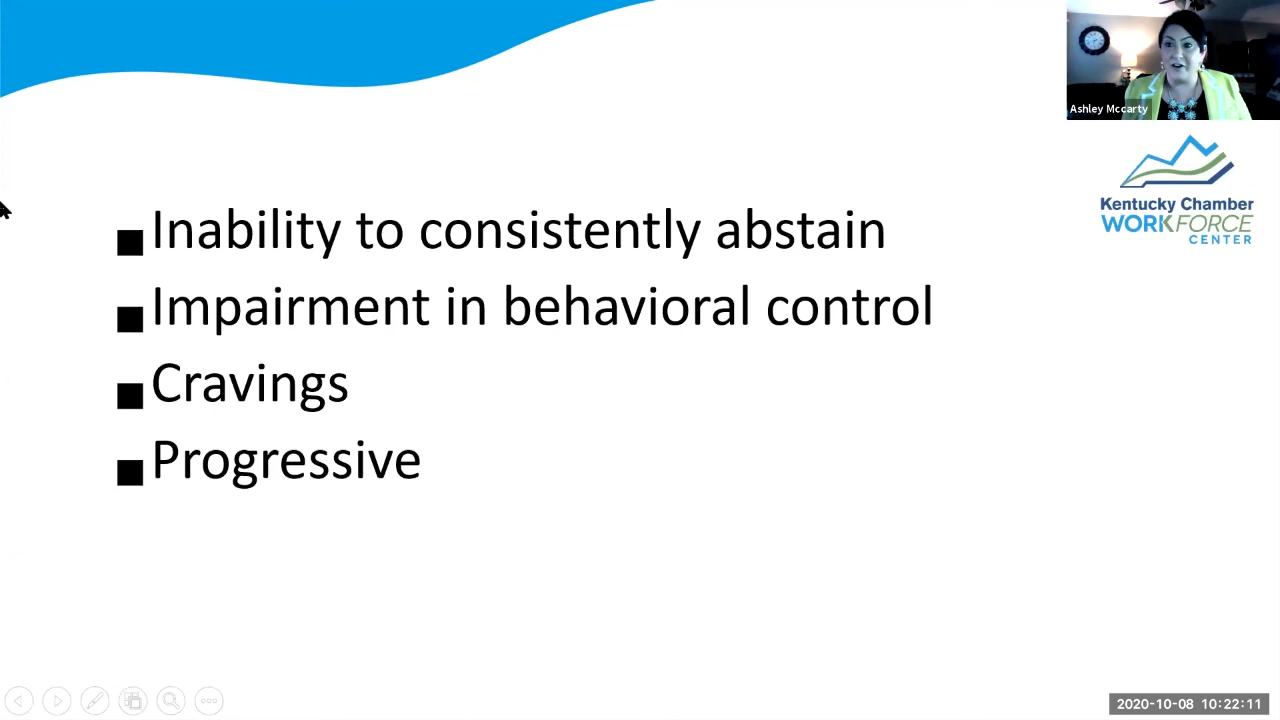 Ashley Mccarty
Kentucky Chamber
WORKFORCE
CENTER
Inability to consistently abstain
Impairment in behavioral control
Cravings
Progressive
2020-10-08 10:22:11